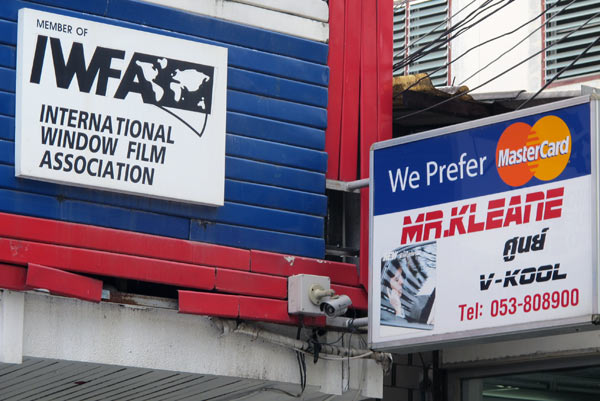 MEMBER OF
IWFA
INTERNATIONAL
WINDOW FILM
ASSOCIATION
We Prefer MasterCard
MR.KLEANE
ศูนย์
V-KOOL
Tel: 053-808900